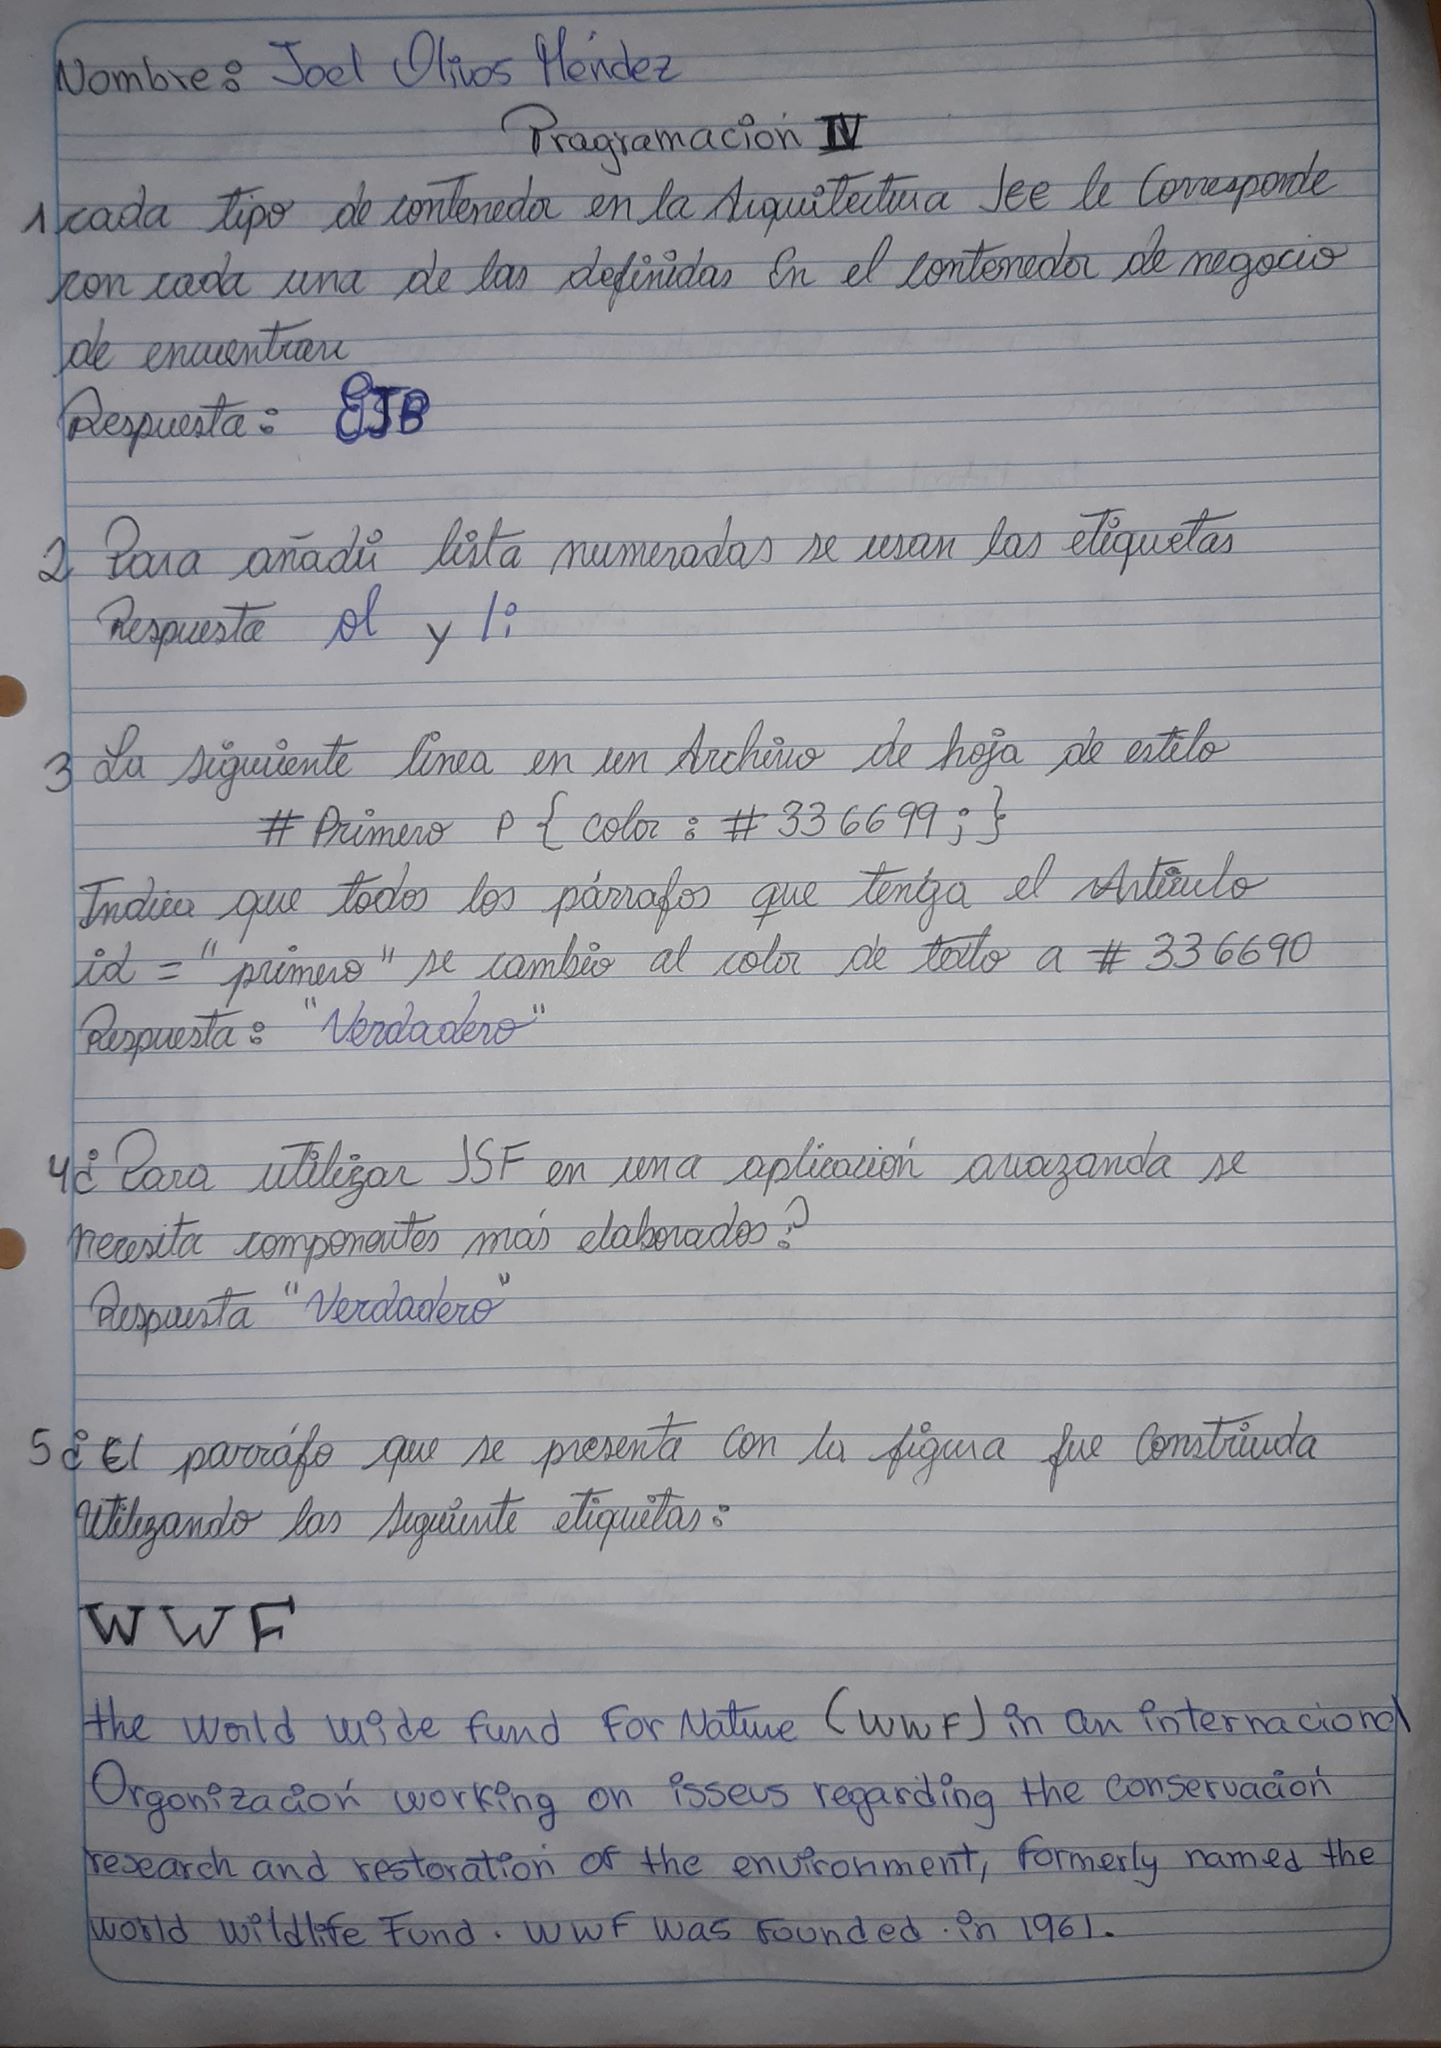 Nombre: Joel Olivos Méndez
Programación IV
1 cada tipo de contenedor en la Arquitectura Jee le Corresponde
con cada una de las definidas En el contenedor de negocio
de encuentran
Respuesta: EJB
2 Para añadir lista numeradas se usan las etiquetas
Respuesta ol y li
3 La siguiente linea en un Archivo de hoja de estilo
# Primero P { color : # 336699 ; }
Indica que todos los párrafos que tenga el Artículo
id = "primero" se cambio al color de texto a # 336690
Respuesta: "Verdadero"
4 ¿ Para utilizar JSF en una aplicación avazanda se
necesita componentes más elaborados?
Respuesta "Verdadero"
5 ¿ El parráfo que se presenta con la figura fue Construida
Utilizando las siguiente etiquetas:
WWF
the world wide fund For Nature (WWF) in an internacional
Organización working on isseus regarding the conservación
research and restoration of the environment, formerly named the
world wildlife Fund. WWF was founded in 1961.